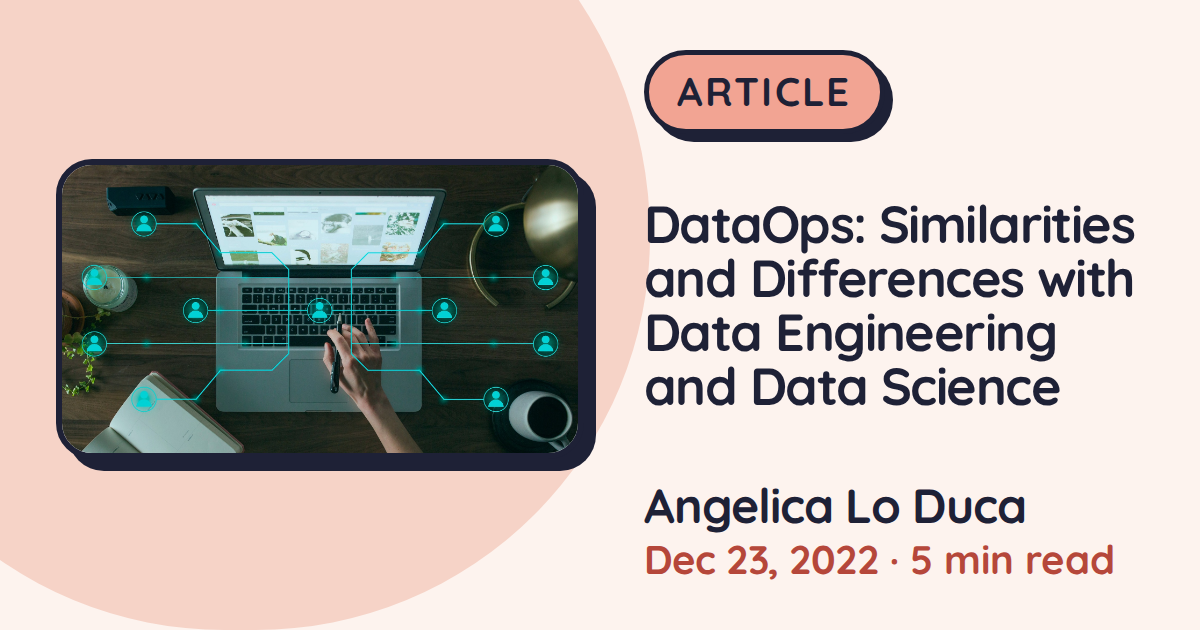 ARTICLE
DataOps: Similarities
and Differences with
Data Engineering
and Data Science
Angelica Lo Duca
Dec 23, 2022 · 5 min read